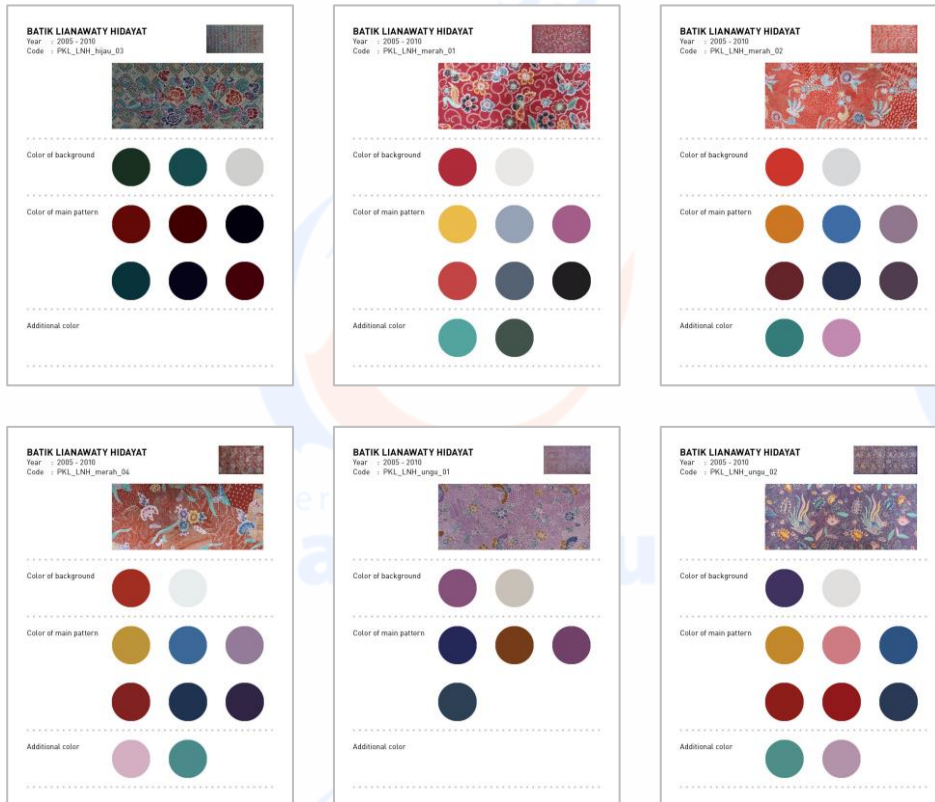 BATIK LIANAWATY HIDAYAT
Year : 2005 - 2010
Code : PKL_LNH_hijau_03
Color of background
Color of main pattern
Additional color
BATIK LIANAWATY HIDAYAT
Year : 2005 - 2010
Code : PKL_LNH_merah_01
Color of background
Color of main pattern
Additional color
BATIK LIANAWATY HIDAYAT
Year : 2005 - 2010
Code : PKL_LNH_merah_02
Color of background
Color of main pattern
Additional color
BATIK LIANAWATY HIDAYAT
Year : 2005 - 2010
Code : PKL_LNH_merah_04
Color of background
Color of main pattern
Additional color
BATIK LIANAWATY HIDAYAT
Year : 2005 - 2010
Code : PKL_LNH_ungu_01
Color of background
Color of main pattern
Additional color
BATIK LIANAWATY HIDAYAT
Year : 2005 - 2010
Code : PKL_LNH_ungu_02
Color of background
Color of main pattern
Additional color